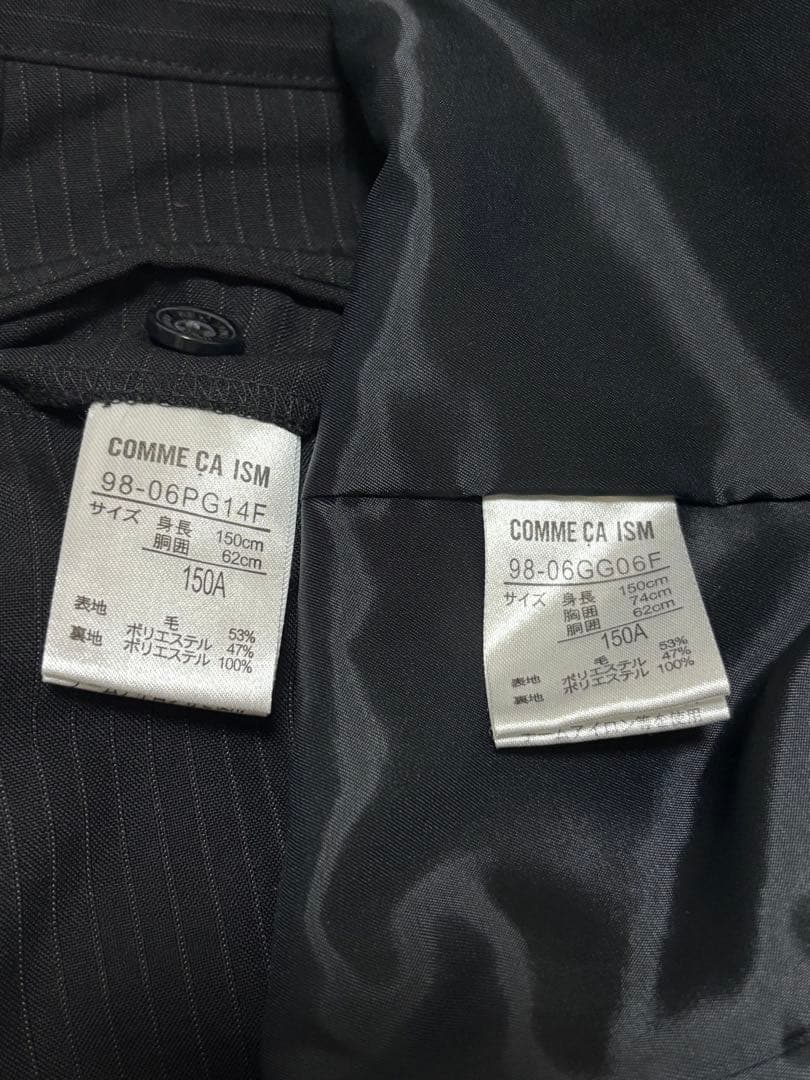 COMME ÇA ISM
98-06PG14F
サイズ 身長 150cm
胴囲 62cm
150A
表地 毛 53%
ポリエステル 47%
裏地 ポリエステル 100%
COMME ÇA ISM
98-06GG06F
サイズ 身長 150cm
胸囲 74cm
胴囲 62cm
150A
表地 毛 53%
ポリエステル 47%
裏地 ポリエステル 100%